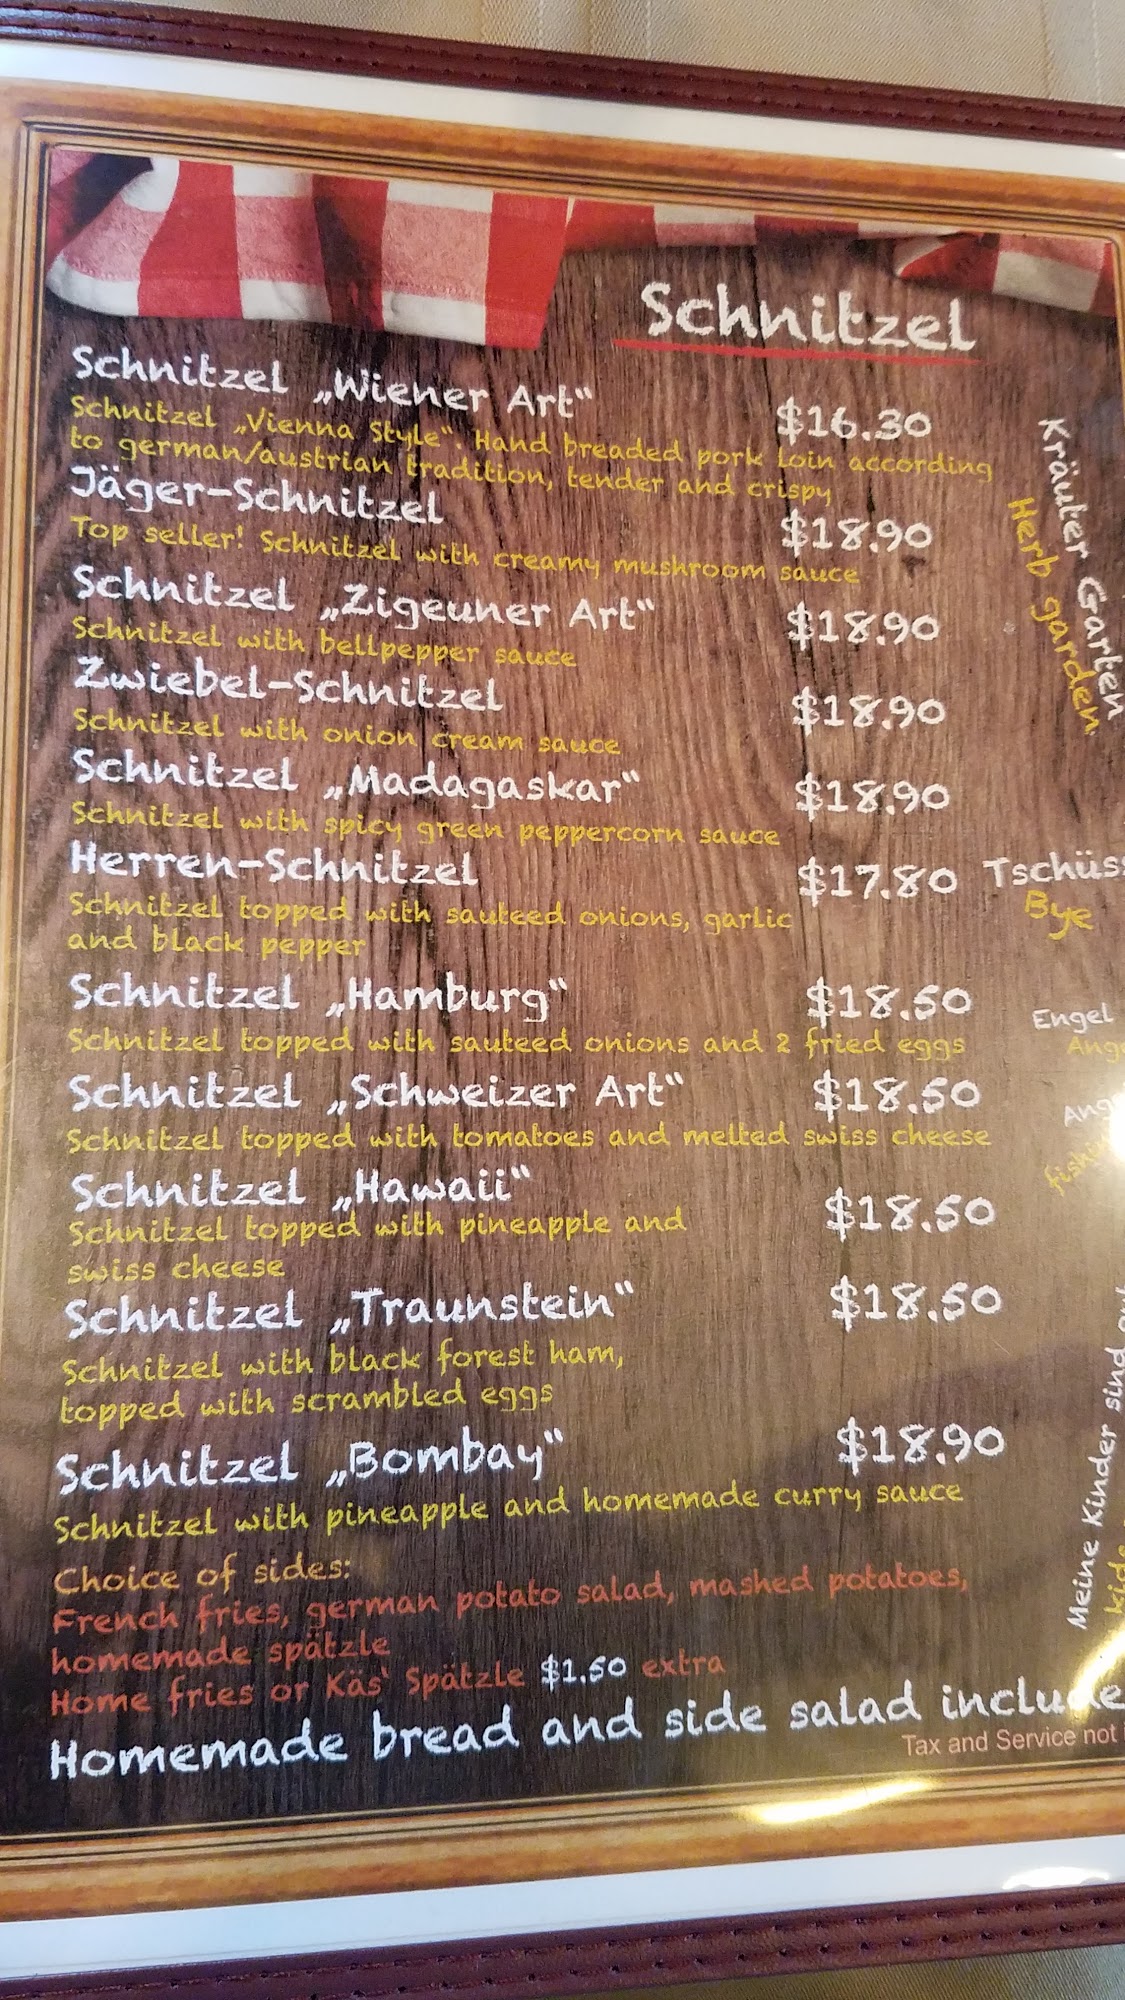 Schnitzel
Schnitzel „Wiener Art“ $16.30
Schnitzel „Vienna Style“. Hand breaded pork loin according
to german/austrian tradition, tender and crispy
Jäger-Schnitzel $18.90
Top seller! Schnitzel with creamy mushroom sauce
Schnitzel „Zigeuner Art“ $18.90
Schnitzel with bellpepper sauce
Zwiebel-Schnitzel $18.90
Schnitzel with onion cream sauce
Schnitzel „Madagaskar“ $18.90
Schnitzel with spicy green peppercorn sauce
Herren-Schnitzel $17.80
Schnitzel topped with sauteed onions, garlic
and black pepper
Schnitzel „Hamburg“ $18.50
Schnitzel topped with sauteed onions and 2 fried eggs
Schnitzel „Schweizer Art“ $18.50
Schnitzel topped with tomatoes and melted swiss cheese
Schnitzel „Hawaii“ $18.50
Schnitzel topped with pineapple and
swiss cheese
Schnitzel „Traunstein“ $18.50
Schnitzel with black forest ham,
topped with scrambled eggs
Schnitzel „Bombay“ $18.90
Schnitzel with pineapple and homemade curry sauce
Choice of sides:
French fries, german potato salad, mashed potatoes,
homemade spätzle
Home fries or Käs' Spätzle $1.50 extra
Homemade bread and side salad include
Tax and Service not
Kräuter Garten
Herb garden
Tschüss
Bye
Engel
Meine Kinder sind